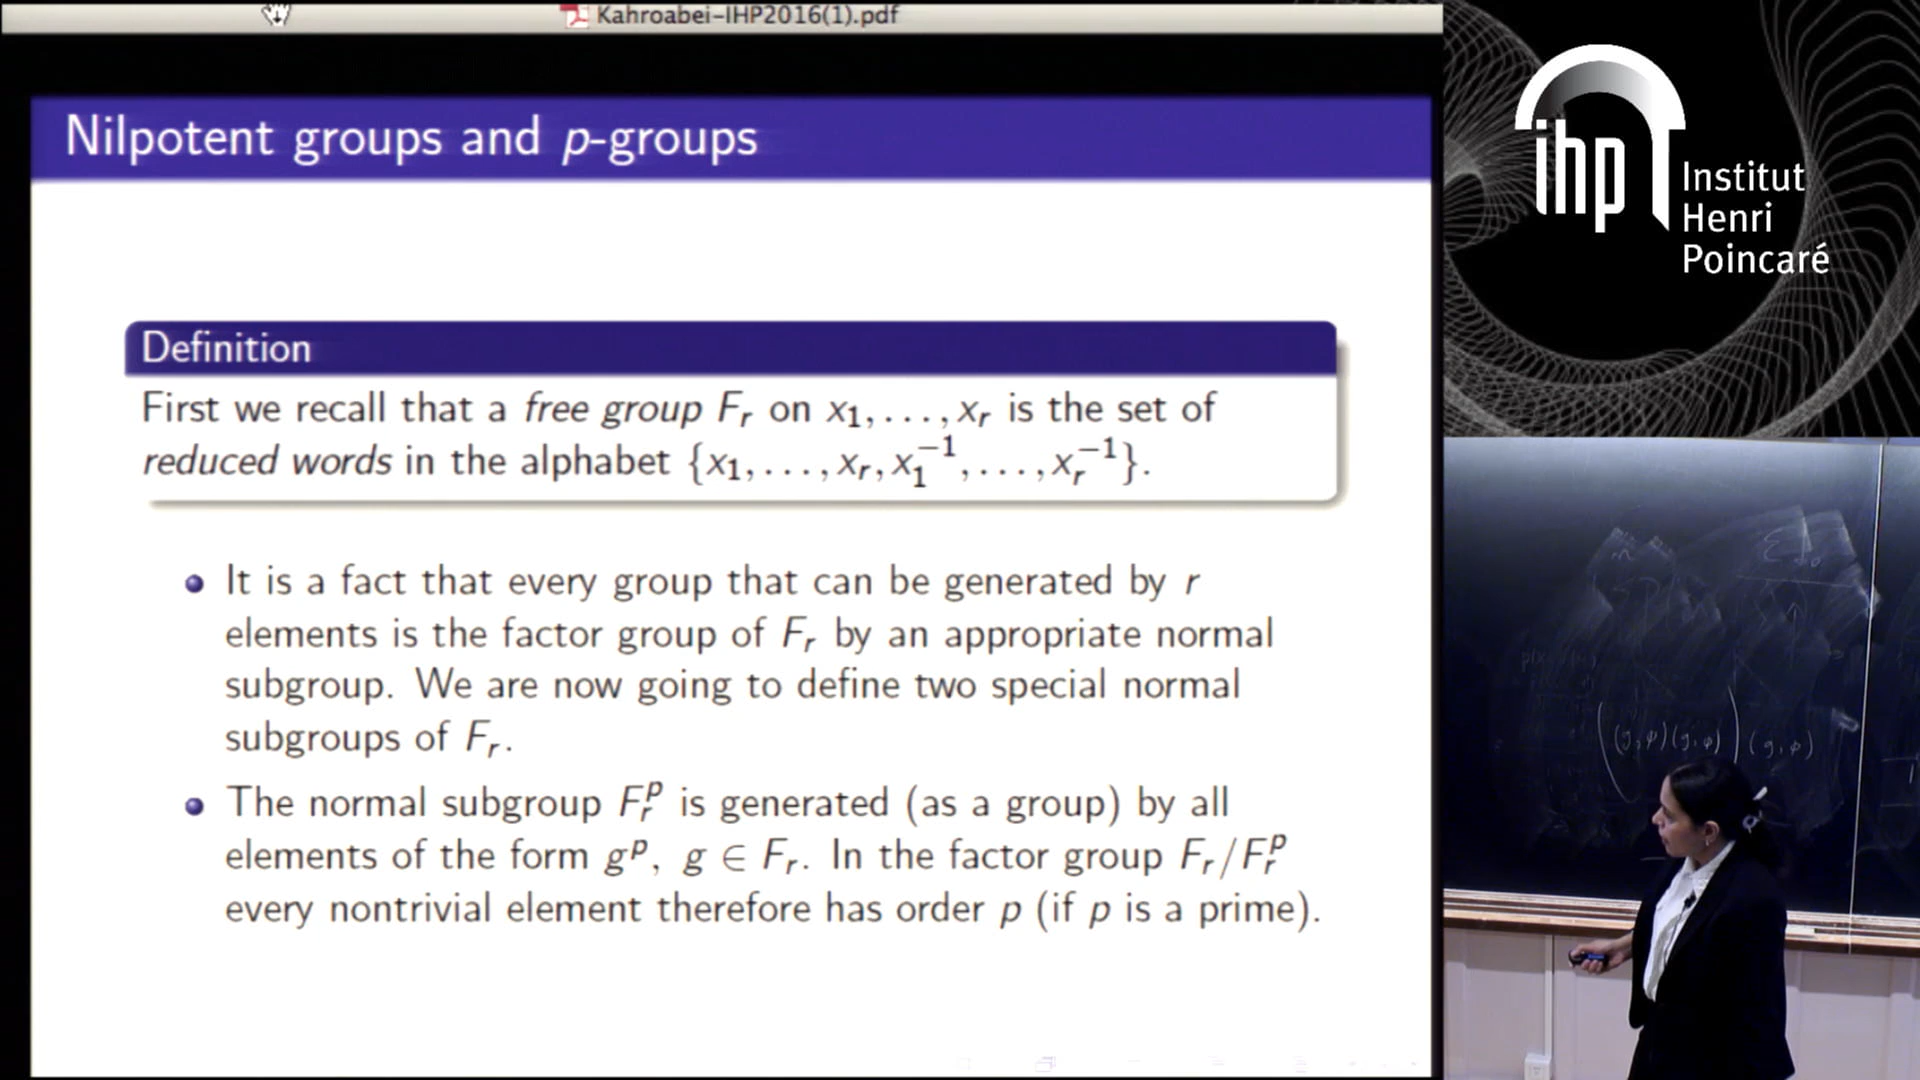 Kahroabei-IHP2016(1).pdf
Nilpotent groups and p-groups
Definition
First we recall that a free group F_r on x_1, . . . , x_r is the set of
reduced words in the alphabet {x_1, . . . , x_r, x_1^{-1}, . . . , x_r^{-1}}.
It is a fact that every group that can be generated by r
elements is the factor group of F_r by an appropriate normal
subgroup. We are now going to define two special normal
subgroups of F_r.
The normal subgroup F_r^p is generated (as a group) by all
elements of the form g^p, g ∈ F_r. In the factor group F_r/F_r^p
every nontrivial element therefore has order p (if p is a prime).
ihp
Institut
Henri
Poincaré